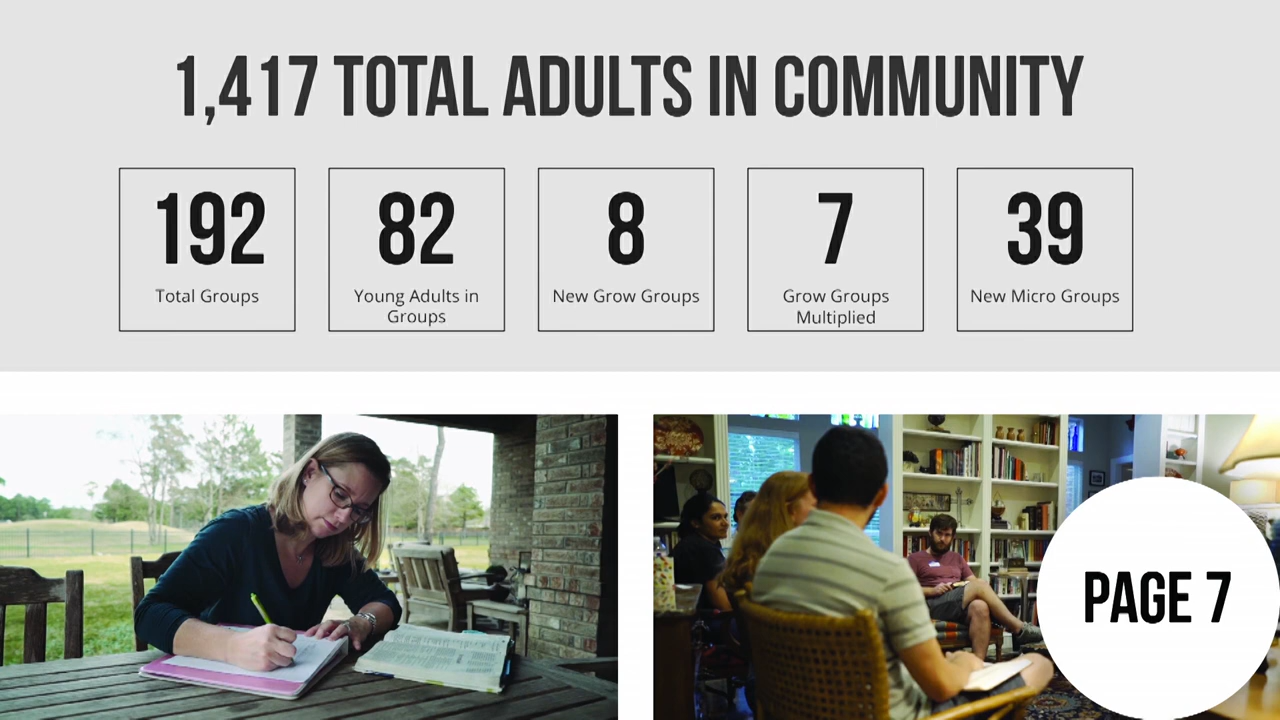 1,417 TOTAL ADULTS IN COMMUNITY
192
Total Groups
82
Young Adults in
Groups
8
New Grow Groups
7
Grow Groups
Multiplied
39
New Micro Groups
PAGE 7